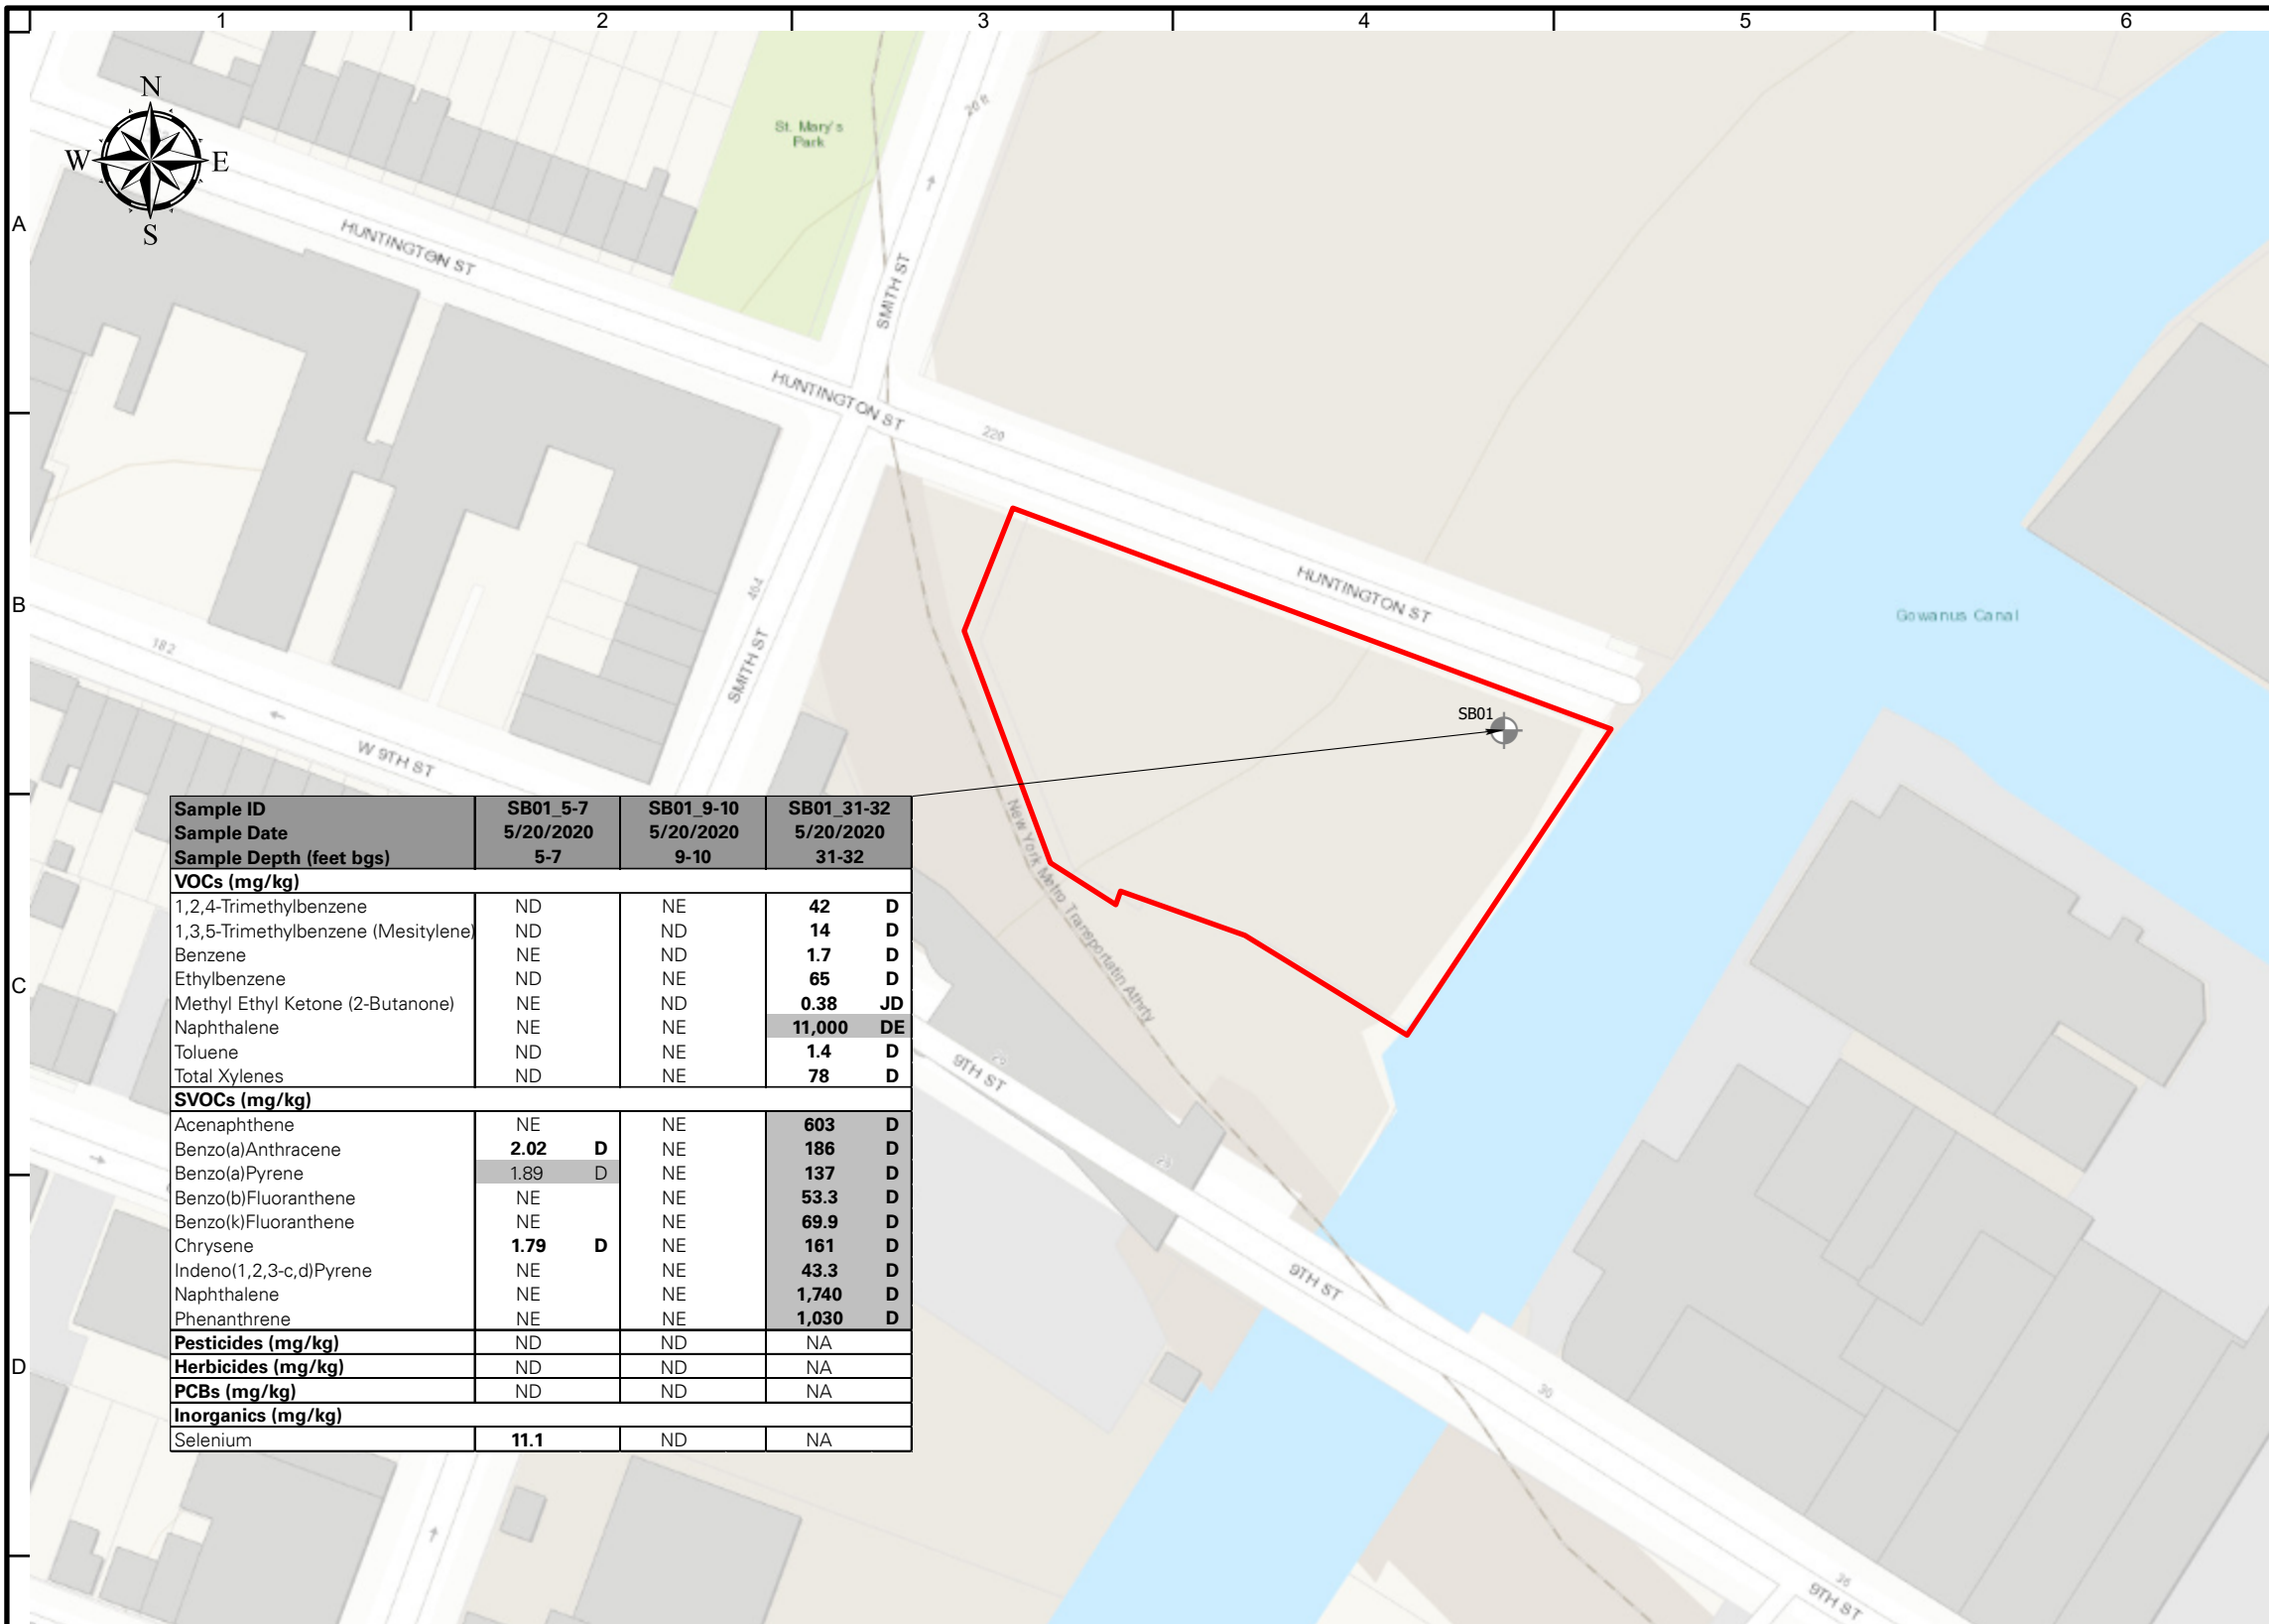 1 2 3 4 5 6
A
B
C
D
N
W E
S
St. Mary's
Park
20 ft
HUNTINGTON ST
SMITH ST
HUNTINGTON ST
220
HUNTINGTON ST
Gowanus Canal
464
SMITH ST
182
W 9TH ST
SB01
New York Metro Transportatin Athrty
9TH ST
9TH ST
30
36
9TH ST
Sample ID SB01_5-7 SB01_9-10 SB01_31-32
Sample Date 5/20/2020 5/20/2020 5/20/2020
Sample Depth (feet bgs) 5-7 9-10 31-32
VOCs (mg/kg)
1,2,4-Trimethylbenzene ND NE 42 D
1,3,5-Trimethylbenzene (Mesitylene) ND ND 14 D
Benzene NE ND 1.7 D
Ethylbenzene ND NE 65 D
Methyl Ethyl Ketone (2-Butanone) NE ND 0.38 JD
Naphthalene NE NE 11,000 DE
Toluene ND NE 1.4 D
Total Xylenes ND NE 78 D
SVOCs (mg/kg)
Acenaphthene NE NE 603 D
Benzo(a)Anthracene 2.02 D NE 186 D
Benzo(a)Pyrene 1.89 D NE 137 D
Benzo(b)Fluoranthene NE NE 53.3 D
Benzo(k)Fluoranthene NE NE 69.9 D
Chrysene 1.79 D NE 161 D
Indeno(1,2,3-c,d)Pyrene NE NE 43.3 D
Naphthalene NE NE 1,740 D
Phenanthrene NE NE 1,030 D
Pesticides (mg/kg) ND ND NA
Herbicides (mg/kg) ND ND NA
PCBs (mg/kg) ND ND NA
Inorganics (mg/kg)
Selenium 11.1 ND NA